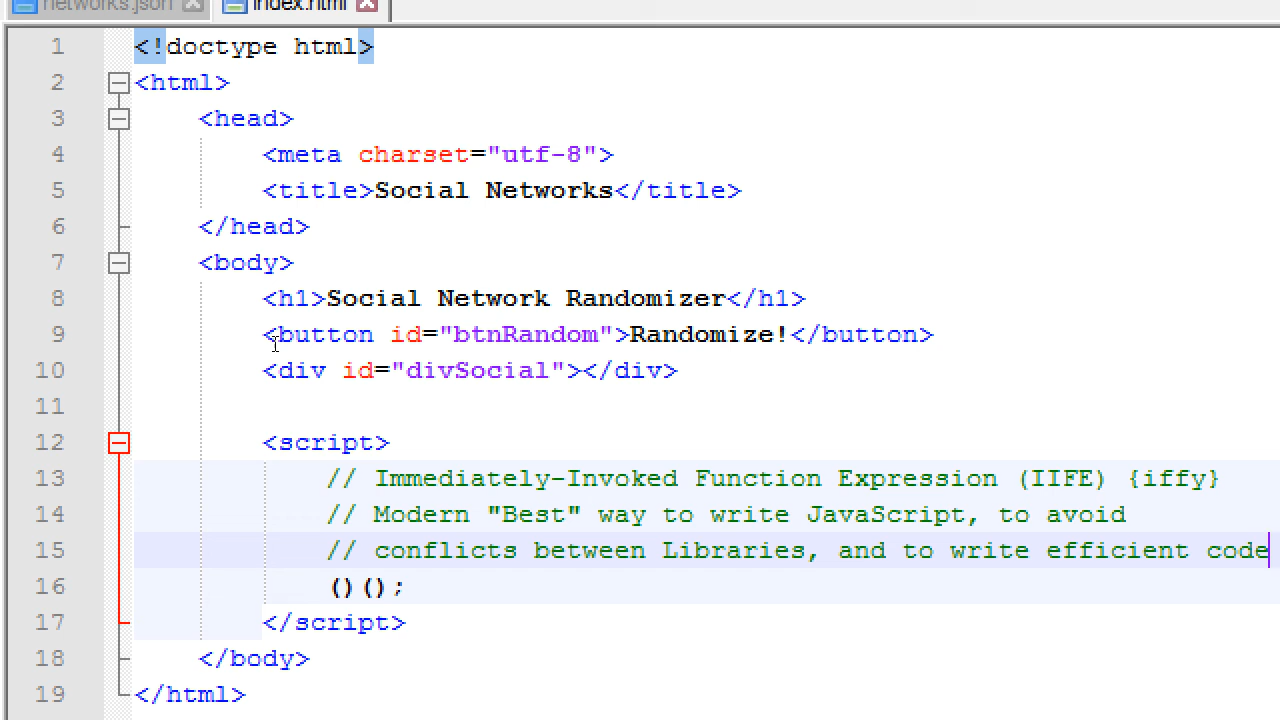 networks.json index.html
1 <!doctype html>
2 <html>
3 <head>
4 <meta charset="utf-8">
5 <title>Social Networks</title>
6 </head>
7 <body>
8 <h1>Social Network Randomizer</h1>
9 <button id="btnRandom">Randomize!</button>
10 <div id="divSocial"></div>
11
12 <script>
13 // Immediately-Invoked Function Expression (IIFE) {iffy}
14 // Modern "Best" way to write JavaScript, to avoid
15 // conflicts between Libraries, and to write efficient code
16 ()();
17 </script>
18 </body>
19 </html>